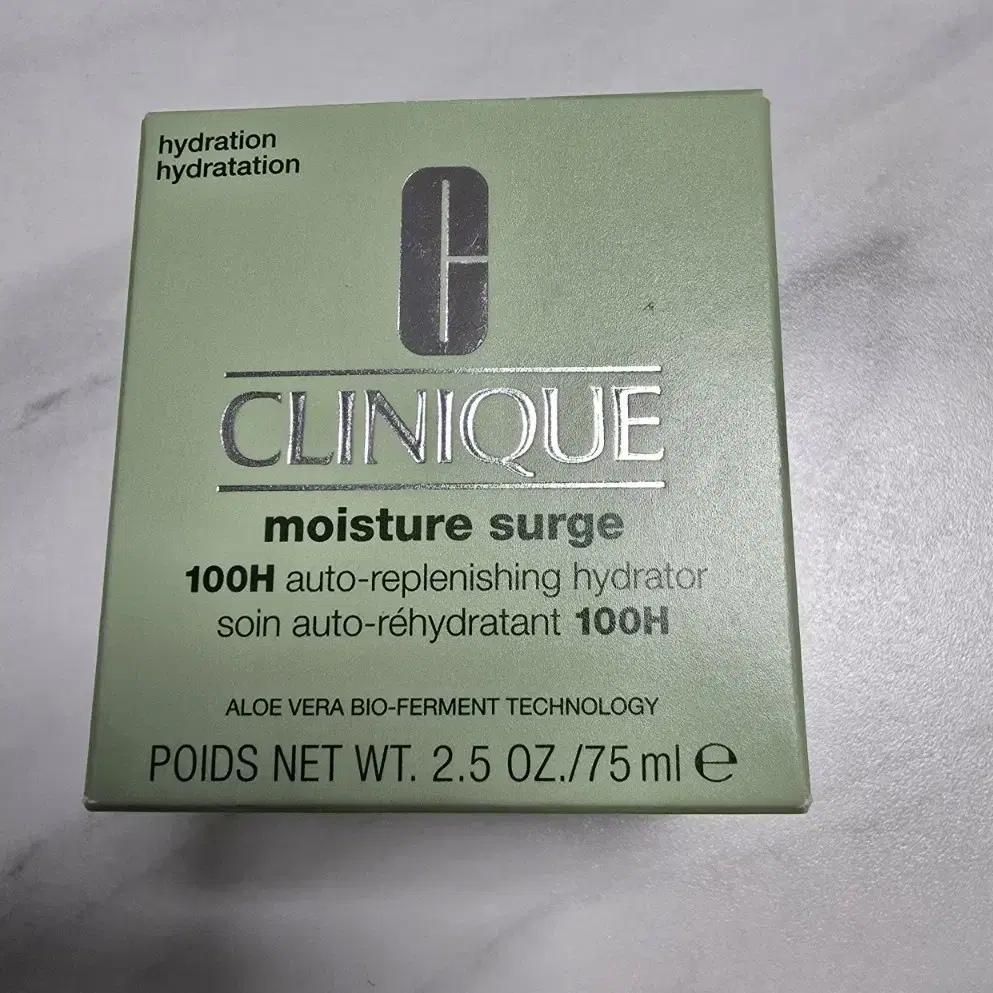 hydration
hydratation
CLINIQUE
moisture surge
100H auto-replenishing hydrator
soin auto-réhydratant 100H
ALOE VERA BIO-FERMENT TECHNOLOGY
POIDS NET WT. 2.5 OZ./75 ml ℮